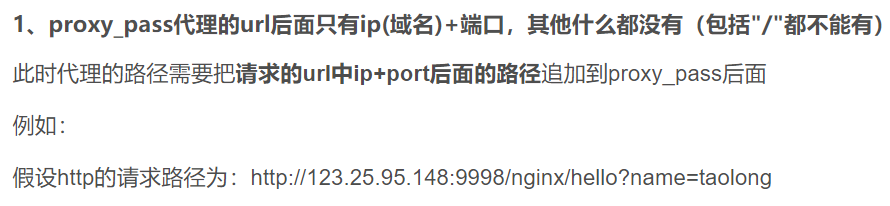 1、proxy_pass代理的url后面只有ip(域名)+端口，其他什么都没有（包括"/"都不能有）
此时代理的路径需要把请求的url中ip+port后面的路径追加到proxy_pass后面
例如：
假设http的请求路径为：http://123.25.95.148:9998/nginx/hello?name=taolong